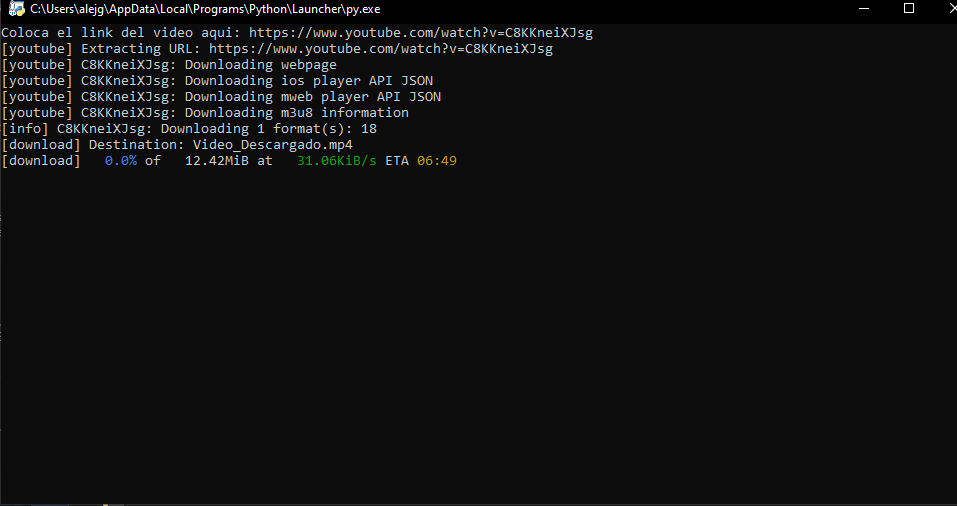 C:\Users\alejg\AppData\Local\Programs\Python\Launcher\py.exe
Coloca el link del video aqui: https://www.youtube.com/watch?v=C8KKneiXJsg
[youtube] Extracting URL: https://www.youtube.com/watch?v=C8KKneiXJsg
[youtube] C8KKneiXJsg: Downloading webpage
[youtube] C8KKneiXJsg: Downloading ios player API JSON
[youtube] C8KKneiXJsg: Downloading mweb player API JSON
[youtube] C8KKneiXJsg: Downloading m3u8 information
[info] C8KKneiXJsg: Downloading 1 format(s): 18
[download] Destination: Video_Descargado.mp4
[download]   0.0% of   12.42MiB at   31.06KiB/s ETA 06:49